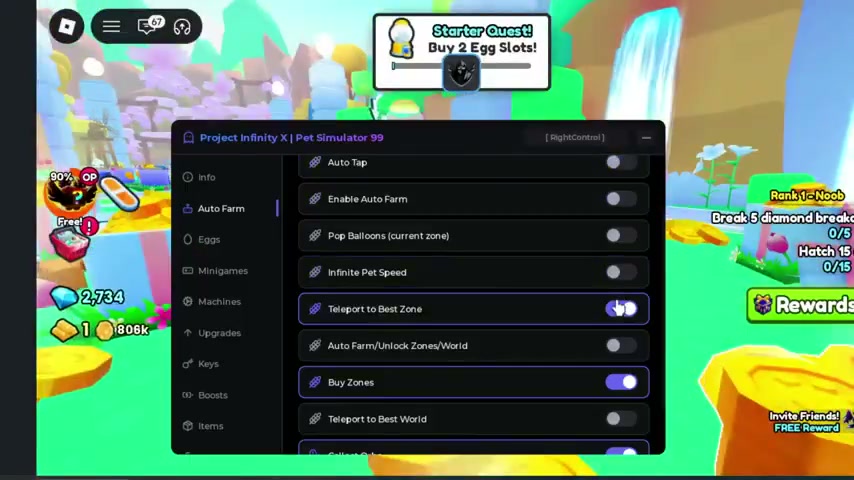 67
Starter Quest!
Buy 2 Egg Slots!
Project Infinity X | Pet Simulator 99
[ RightControl ]
Info
Auto Farm
Eggs
Minigames
Machines
Upgrades
Keys
Boosts
Items
Auto Tap
Enable Auto Farm
Pop Balloons (current zone)
Infinite Pet Speed
Teleport to Best Zone
Auto Farm/Unlock Zones/World
Buy Zones
Teleport to Best World
90%
OP
Free!
2,734
1
806k
Rank 1 - Noob
Break 5 diamond breaka
0/5
Hatch 15
0/15
Rewards
Invite Friends!
FREE Reward